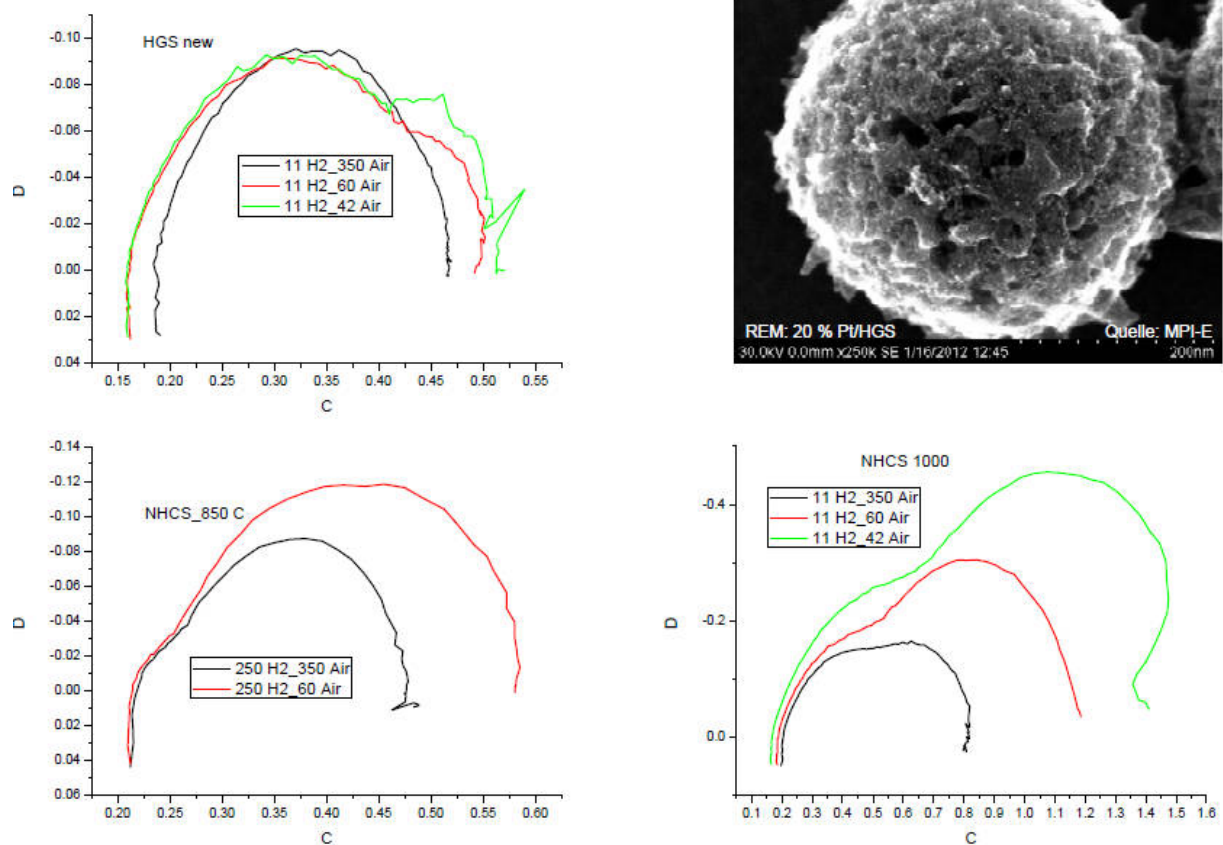 -0.10
-0.08
-0.06
-0.04
-0.02
0.00
0.02
0.04
D
HGS new
11 H2_350 Air
11 H2_60 Air
11 H2_42 Air
0.15 0.20 0.25 0.30 0.35 0.40 0.45 0.50 0.55
C
REM: 20 % Pt/HGS Quelle: MPI-E
30.0kV 0.0mm x250k SE 1/16/2012 12:45 200nm
-0.14
-0.12
-0.10
-0.08
-0.06
-0.04
-0.02
0.00
0.02
0.04
0.06
D
NHCS_850 C
250 H2_350 Air
250 H2_60 Air
0.20 0.25 0.30 0.35 0.40 0.45 0.50 0.55 0.60
C
-0.4
-0.2
0.0
D
NHCS 1000
11 H2_350 Air
11 H2_60 Air
11 H2_42 Air
0.1 0.2 0.3 0.4 0.5 0.6 0.7 0.8 0.9 1.0 1.1 1.2 1.3 1.4 1.5 1.6
C